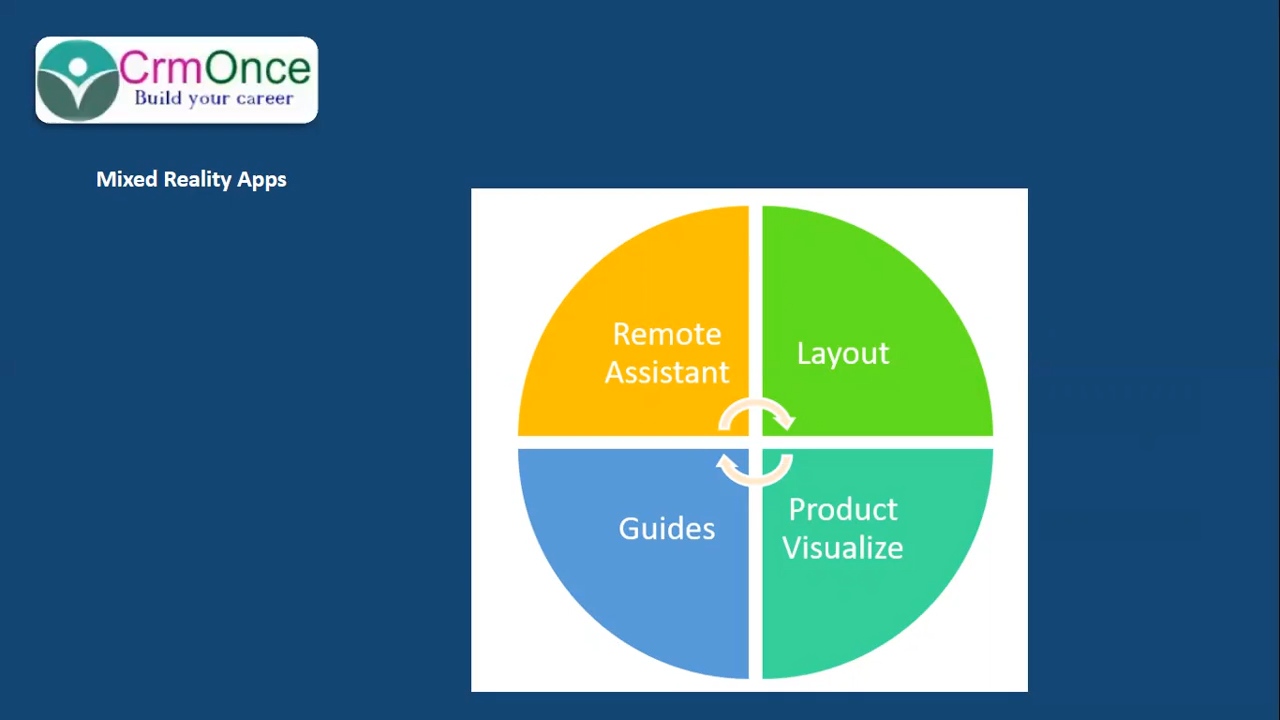 CrmOnce
Build your career
Mixed Reality Apps
Remote
Assistant
Layout
Guides
Product
Visualize